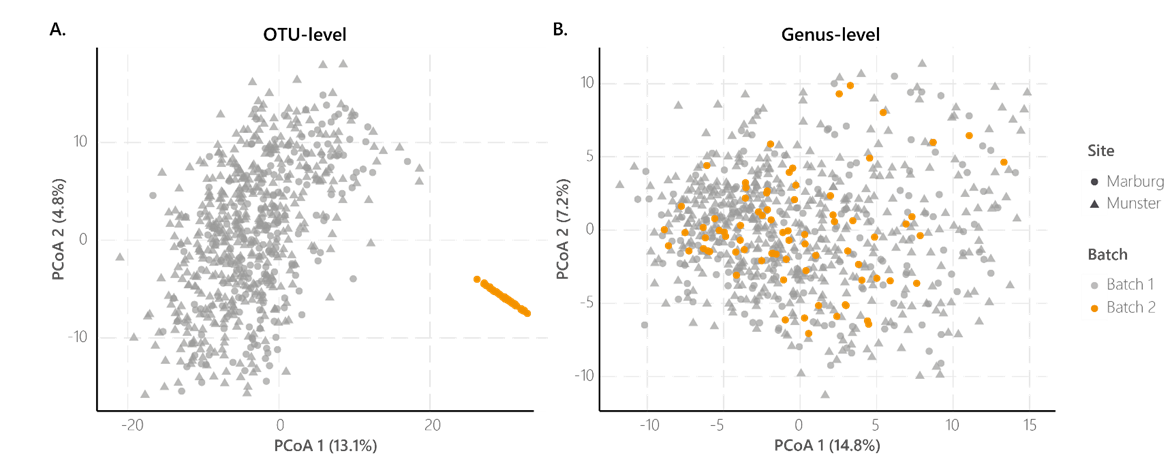 A.
OTU-level
PCoA 2 (4.8%)
10
0
-10
-20
0
20
PCoA 1 (13.1%)
B.
Genus-level
PCoA 2 (7.2%)
10
5
0
-5
-10
-10
-5
0
5
10
15
PCoA 1 (14.8%)
Site
Marburg
Munster
Batch
Batch 1
Batch 2